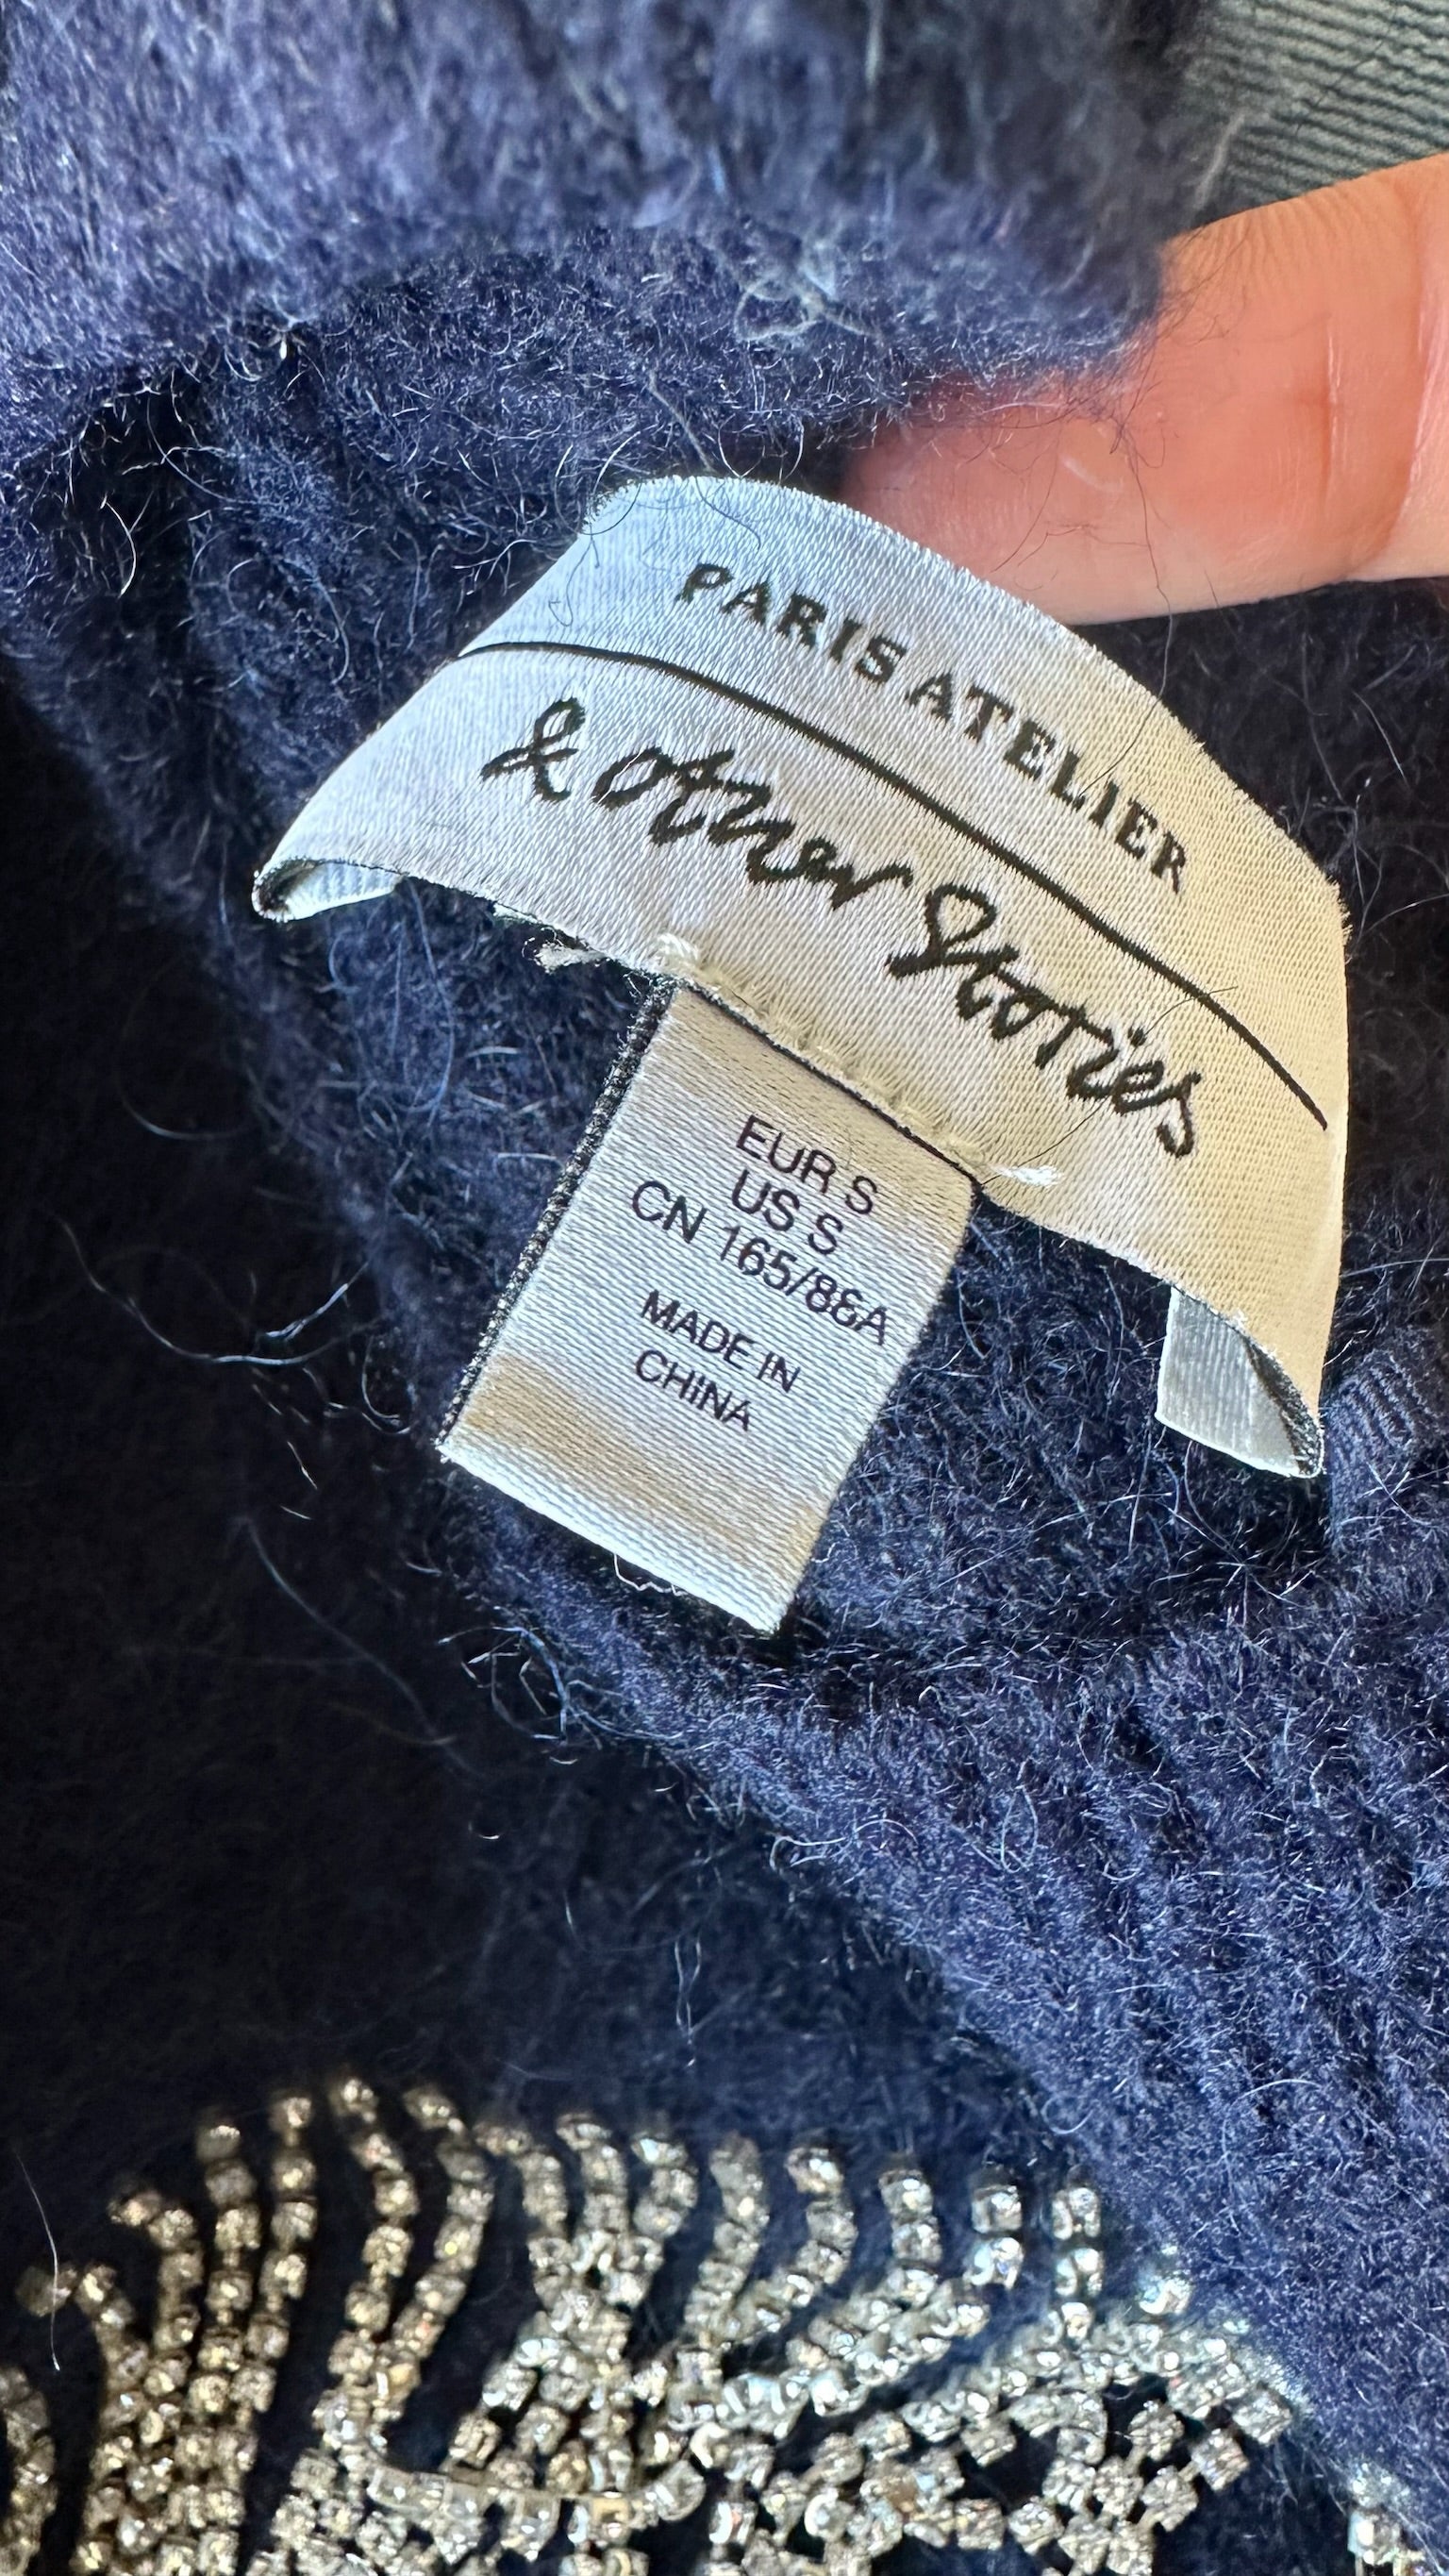 PARIS ATELIER
& other Stories
EUR S
US S
CN 165/88A
MADE IN
CHINA